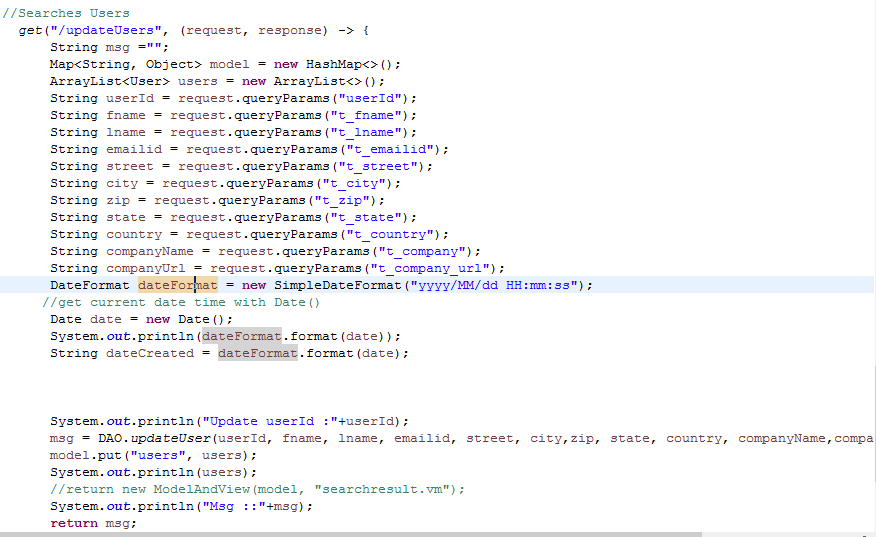 //Searches Users
get("/updateUsers", (request, response) -> {
String msg ="";
Map<String, Object> model = new HashMap<>();
ArrayList<User> users = new ArrayList<>();
String userId = request.queryParams("userId");
String fname = request.queryParams("t_fname");
String lname = request.queryParams("t_lname");
String emailid = request.queryParams("t_emailid");
String street = request.queryParams("t_street");
String city = request.queryParams("t_city");
String zip = request.queryParams("t_zip");
String state = request.queryParams("t_state");
String country = request.queryParams("t_country");
String companyName = request.queryParams("t_company");
String companyUrl = request.queryParams("t_company_url");
DateFormat dateFormat = new SimpleDateFormat("yyyy/MM/dd HH:mm:ss");
//get current date time with Date()
Date date = new Date();
System.out.println(dateFormat.format(date));
String dateCreated = dateFormat.format(date);
System.out.println("Update userId :"+userId);
msg = DAO.updateUser(userId, fname, lname, emailid, street, city,zip, state, country, companyName,compa
model.put("users", users);
System.out.println(users);
//return new ModelAndView(model, "searchresult.vm");
System.out.println("Msg ::"+msg);
return msg;